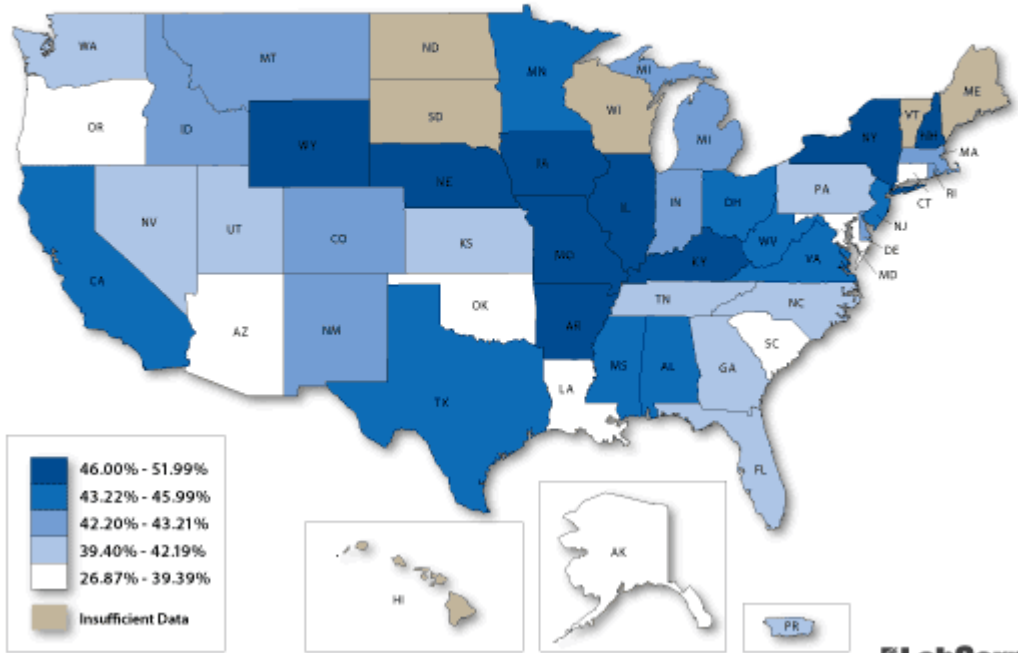 WA
MT
ND
MN
MI
ME
OR
ID
SD
WI
VT
NH
WY
NY
MI
MA
IA
NE
PA
RI
NV
UT
CO
KS
IL
IN
OH
CT
NJ
WV
DE
CA
MO
KY
VA
MD
AZ
NM
OK
TN
NC
AR
SC
TX
MS
AL
GA
LA
FL
46.00% - 51.99%
43.22% - 45.99%
42.20% - 43.21%
39.40% - 42.19%
26.87% - 39.39%
Insufficient Data
HI
AK
PR